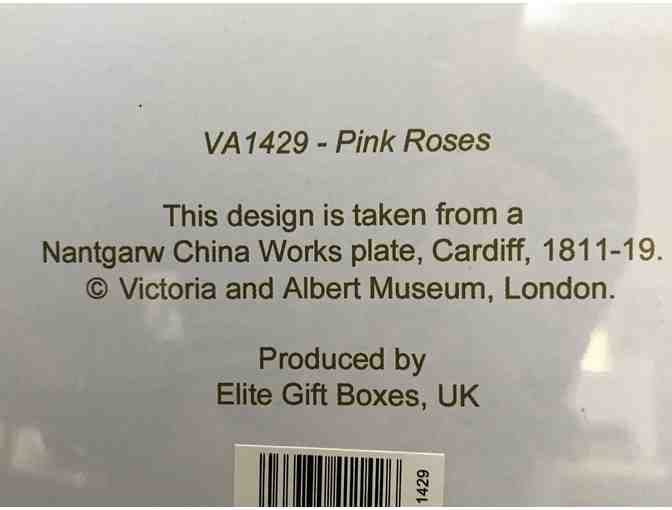 VA1429 - Pink Roses
This design is taken from a
Nantgarw China Works plate, Cardiff, 1811-19.
© Victoria and Albert Museum, London.
Produced by
Elite Gift Boxes, UK
1429